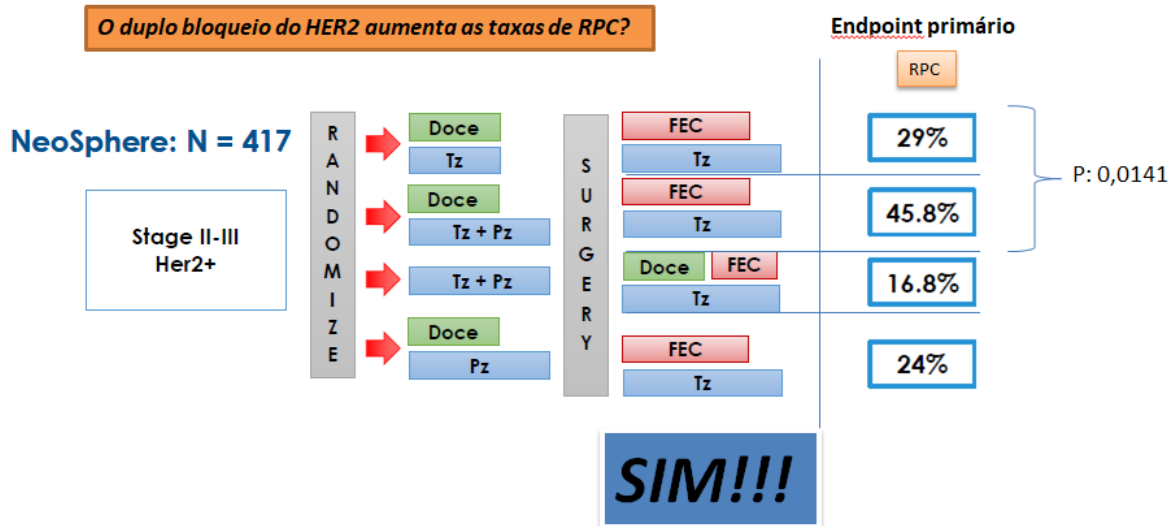 O duplo bloqueio do HER2 aumenta as taxas de RPC?
Endpoint primário
RPC
NeoSphere: N = 417
Stage II-III
Her2+
RANDOMIZE
Doce
Tz
Doce
Tz + Pz
Tz + Pz
Doce
Pz
SURGERY
FEC
Tz
FEC
Tz
Doce FEC
Tz
FEC
Tz
29%
45.8%
16.8%
24%
P: 0,0141
SIM!!!